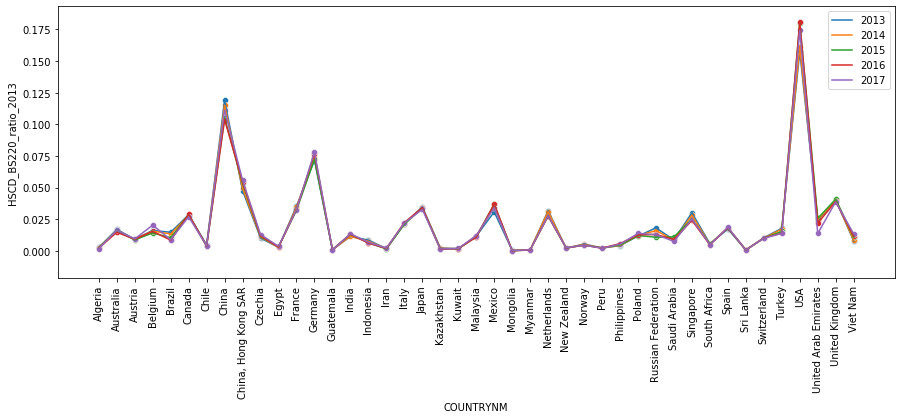 HSCD_BS220_ratio_2013
0.175
0.150
0.125
0.100
0.075
0.050
0.025
0.000
2013
2014
2015
2016
2017
Algeria
Australia
Austria
Belgium
Brazil
Canada
Chile
China
China, Hong Kong SAR
Czechia
Egypt
France
Germany
Guatemala
India
Indonesia
Iran
Italy
Japan
Kazakhstan
Kuwait
Malaysia
Mexico
Mongolia
Myanmar
Netherlands
New Zealand
Norway
Peru
Philippines
Poland
Russian Federation
Saudi Arabia
Singapore
South Africa
Spain
Sri Lanka
Switzerland
Turkey
USA
United Arab Emirates
United Kingdom
Viet Nam
COUNTRYNM